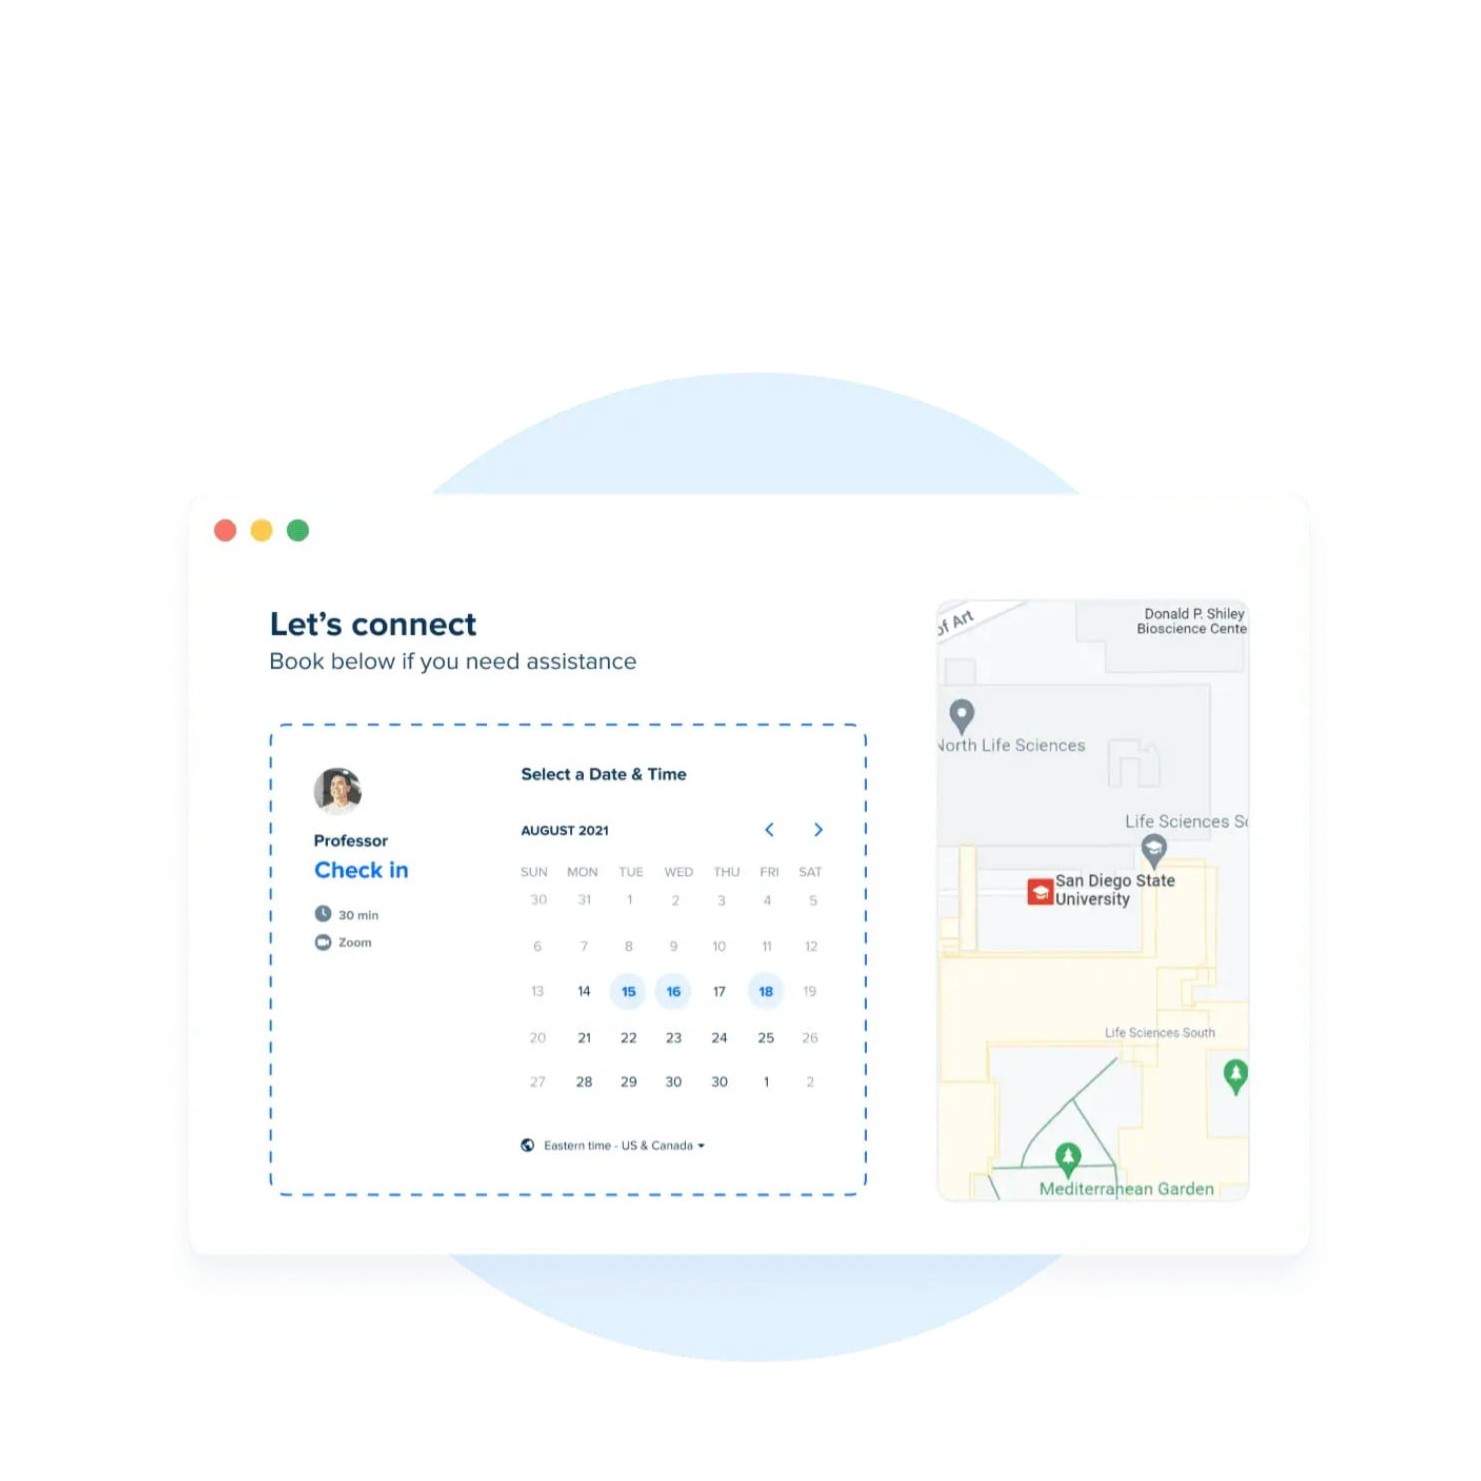 Let’s connect
Book below if you need assistance
Professor
Check in
30 min
Zoom
Select a Date & Time
AUGUST 2021
SUN MON TUE WED THU FRI SAT
30 31 1 2 3 4 5
6 7 8 9 10 11 12
13 14 15 16 17 18 19
20 21 22 23 24 25 26
27 28 29 30 30 1 2
Eastern time - US & Canada
of Art
Donald P. Shiley
Bioscience Cente
North Life Sciences
Life Sciences So
San Diego State
University
Life Sciences South
Mediterranean Garden